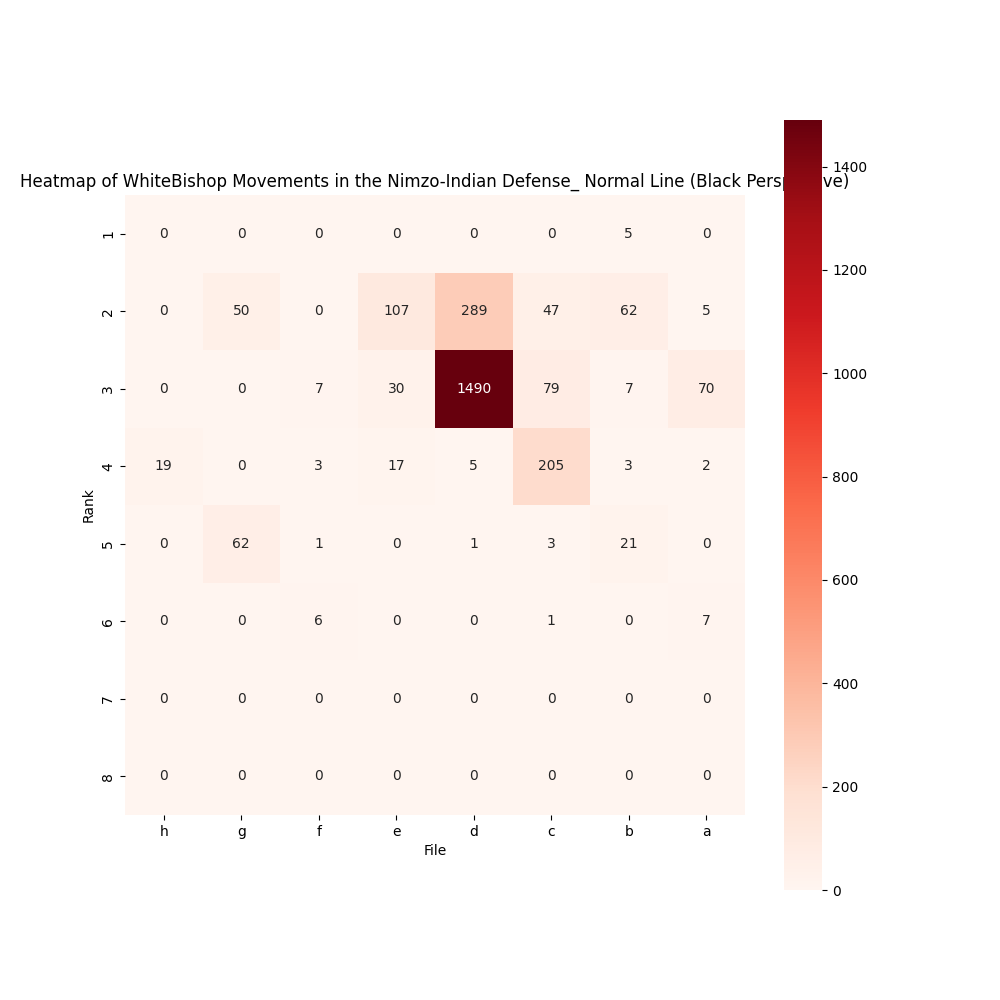 Heatmap of WhiteBishop Movements in the Nimzo-Indian Defense_ Normal Line (Black Pers ve)
1 0 0 0 0 0 0 5 0
2 0 50 0 107 289 47 62 5
3 0 0 7 30 1490 79 7 70
4 19 0 3 17 5 205 3 2
5 0 62 1 0 1 3 21 0
6 0 0 6 0 0 1 0 7
7 0 0 0 0 0 0 0 0
8 0 0 0 0 0 0 0 0
h g f e d c b a
Rank
File
1400
1200
1000
800
600
400
200
0